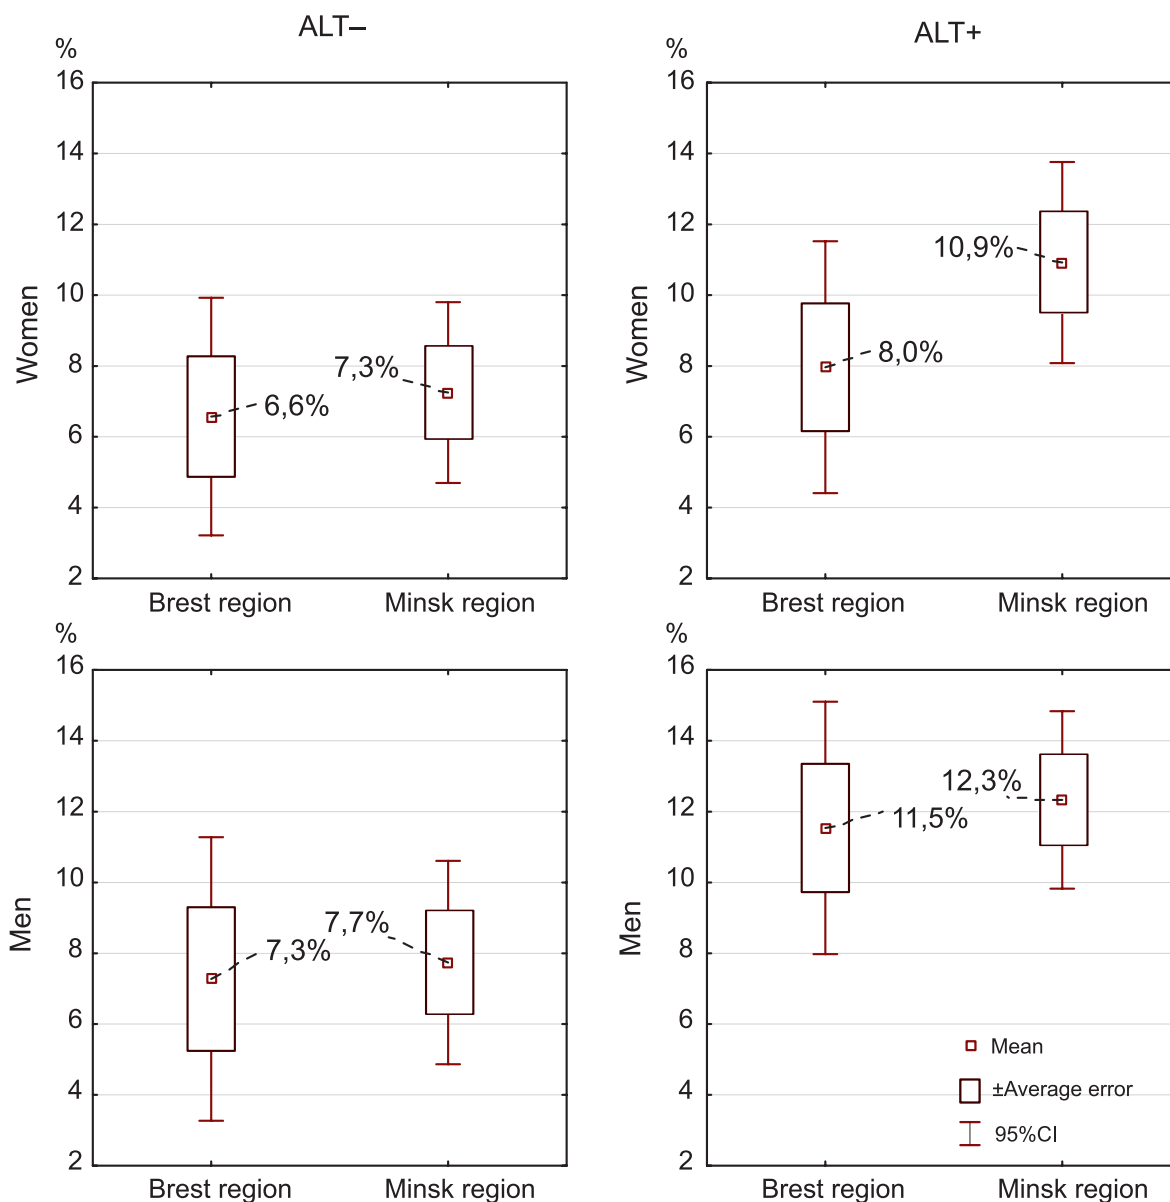 ALT–
ALT+
%
%
16
14
12
10
8
6
4
2
Women
6,6%
7,3%
Brest region
Minsk region
16
14
12
10
8
6
4
2
Women
8,0%
10,9%
Brest region
Minsk region
%
16
14
12
10
8
6
4
2
Men
7,3%
7,7%
Brest region
Minsk region
%
16
14
12
10
8
6
4
2
Men
11,5%
12,3%
Mean
±Average error
95%CI
Brest region
Minsk region